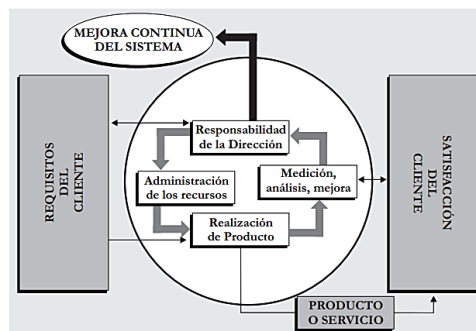 MEJORA CONTINUA
DEL SISTEMA
REQUISITOS
DEL
CLIENTE
Responsabilidad
de la Dirección
Administración
de los recursos
Medición,
análisis, mejora
Realización
de Producto
SATISFACCIÓN
DEL
CLIENTE
PRODUCTO
O SERVICIO